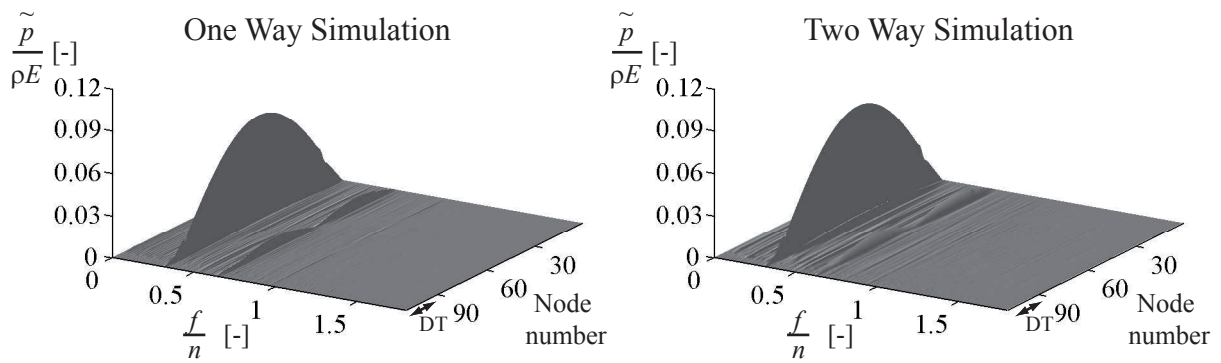 One Way Simulation
p̃
ρE
[-]
0.12
0.09
0.06
0.03
0
0
0.5
1
1.5
f
n
[-]
DT
90
60
30
Node
number
Two Way Simulation
p̃
ρE
[-]
0.12
0.09
0.06
0.03
0
0
0.5
1
1.5
f
n
[-]
DT
90
60
30
Node
number